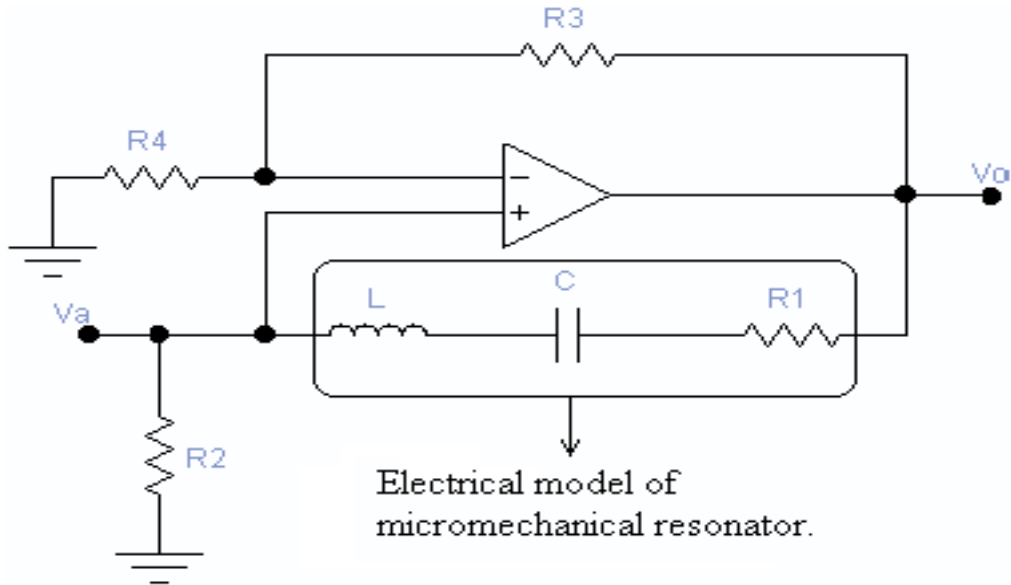 R3
R4
−
+
Vo
Va
L
C
R1
R2
Electrical model of
micromechanical resonator.